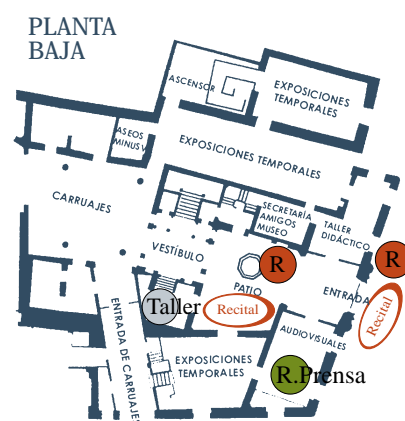 PLANTA
BAJA
ASCENSOR
EXPOSICIONES
TEMPORALES
ASEOS
MINUSV
EXPOSICIONES TEMPORALES
CARRUAJES
SECRETARÍA
AMIGOS
MUSEO
TALLER
DIDÁCTICO
VESTÍBULO
R
R
PATIO
ENTRADA
Taller
Recital
Recital
ENTRADA DE CARRUAJES
AUDIOVISUALES
EXPOSICIONES
TEMPORALES
R.Prensa